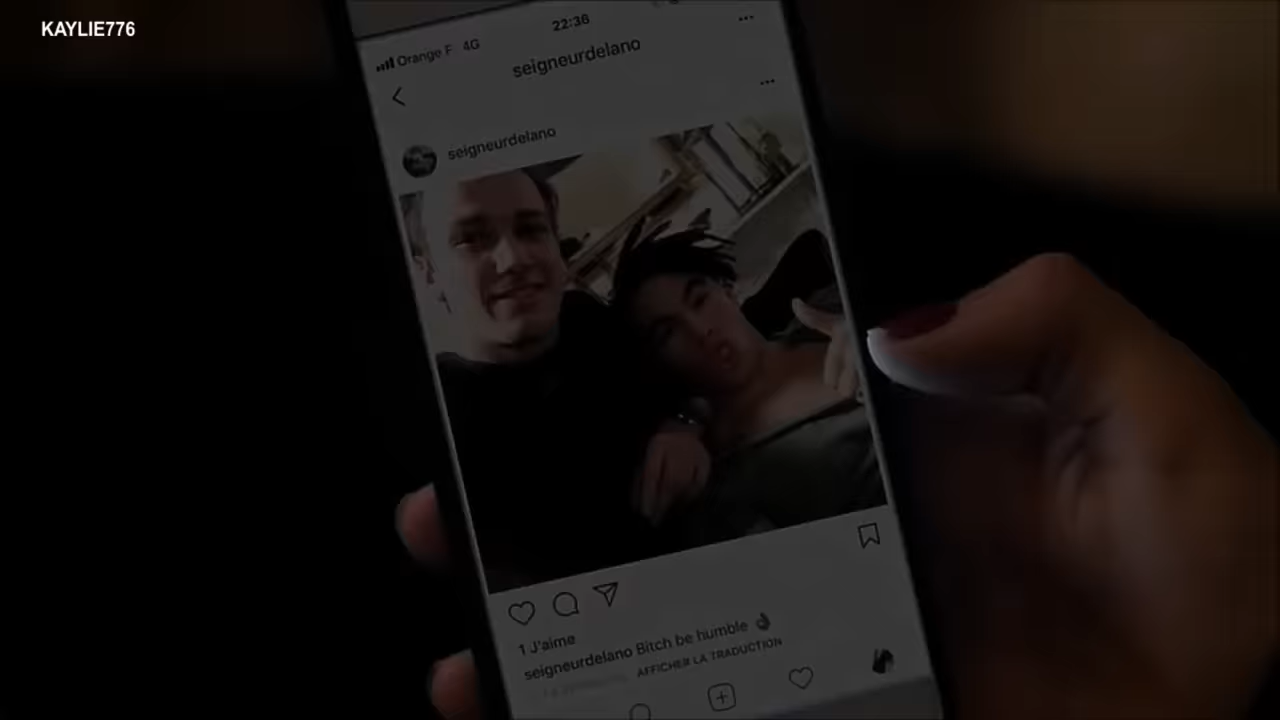 KAYLIE776
Orange F 4G
22:36
seigneurdelano
seigneurdelano
1 J'aime
seigneurdelano Bitch be humble 👌
AFFICHER LA TRADUCTION